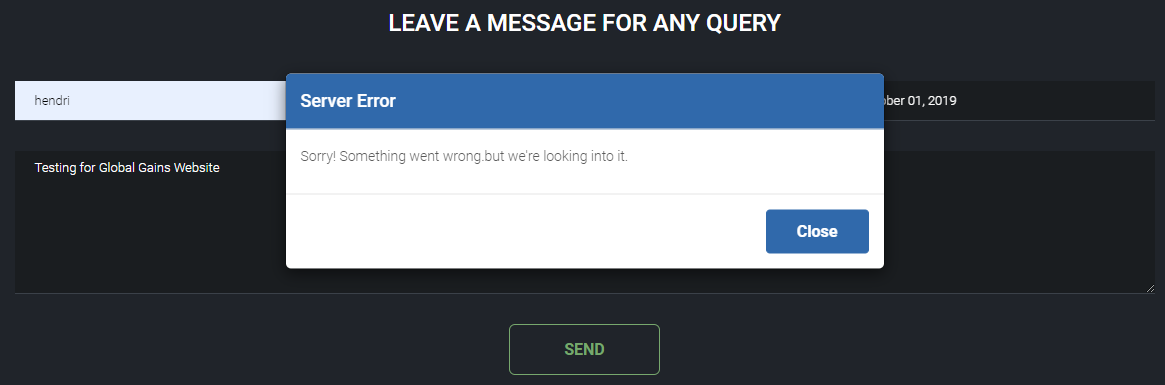 LEAVE A MESSAGE FOR ANY QUERY
Server Error
hendri
01, 2019
Sorry! Something went wrong.but we're looking into it.
Testing for Global Gains Website
Close
SEND